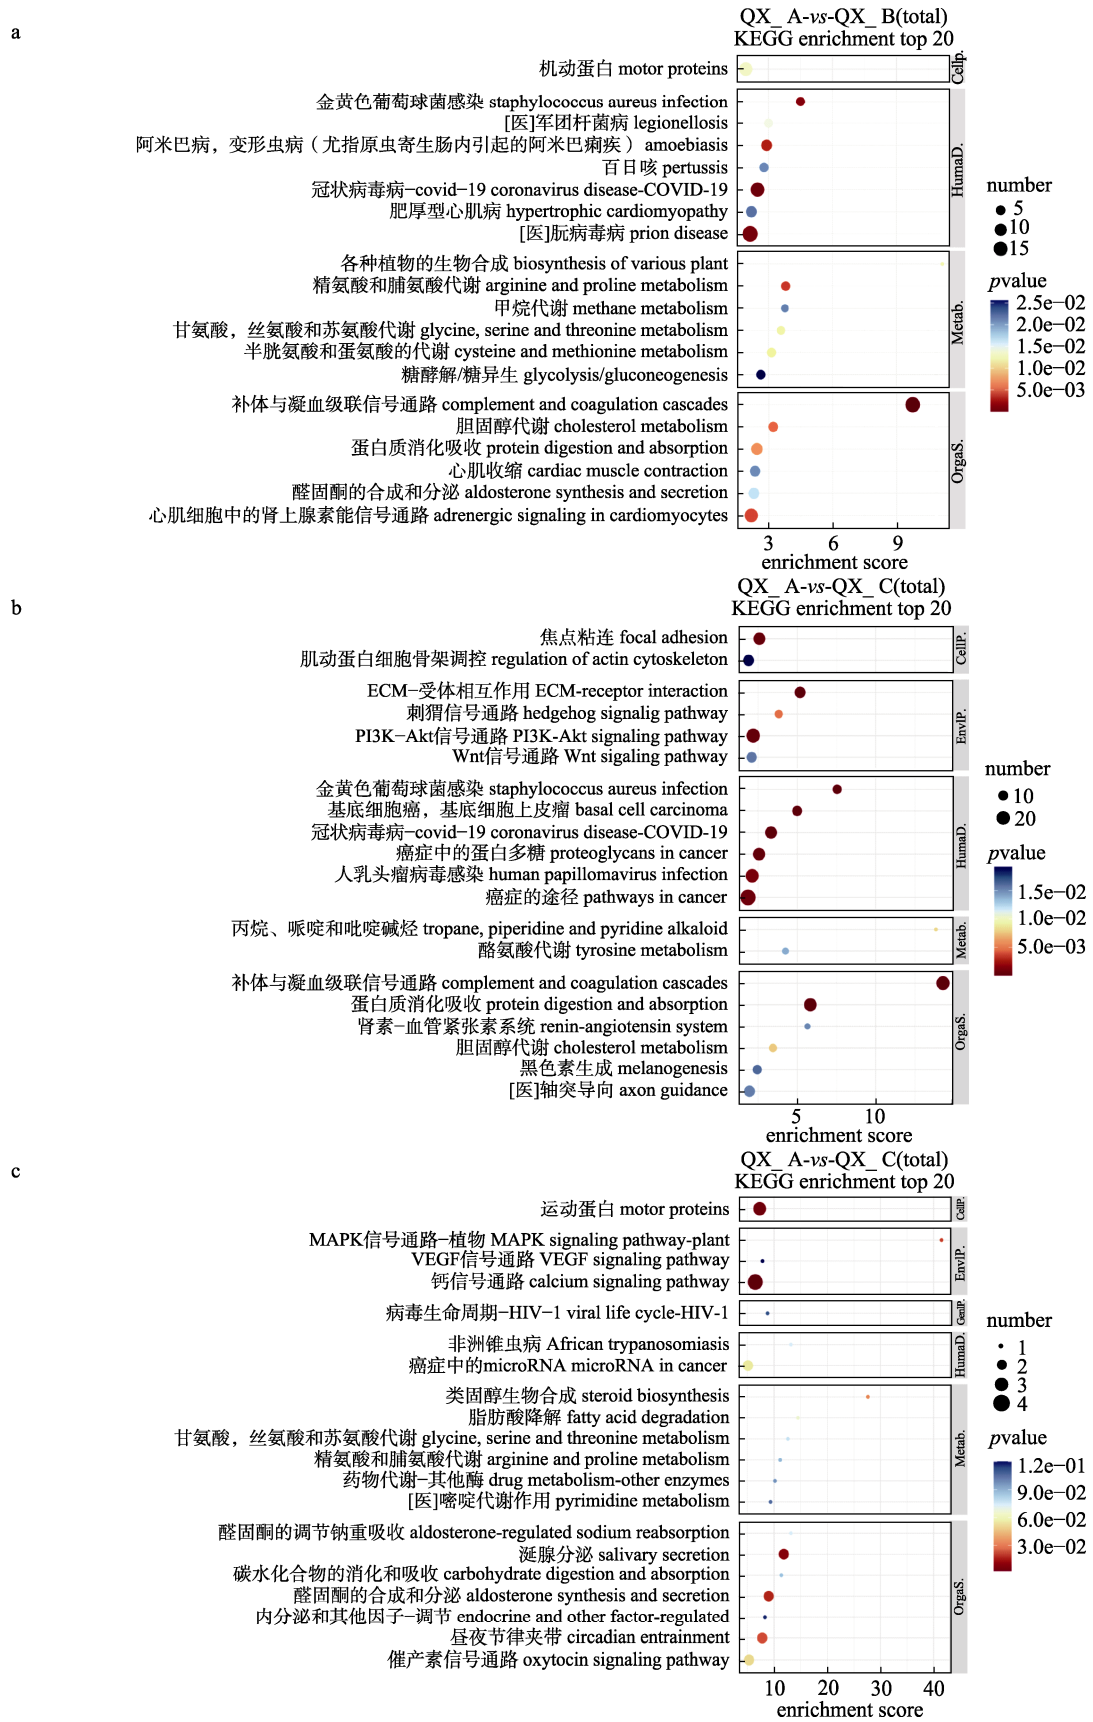 a
QX_ A-vs-QX_ B(total)
KEGG enrichment top 20
机动蛋白 motor proteins
Cellp.
金黄色葡萄球菌感染 staphylococcus aureus infection
[医]军团杆菌病 legionellosis
阿米巴病，变形虫病（尤指原虫寄生肠内引起的阿米巴痢疾） amoebiasis
百日咳 pertussis
冠状病毒病−covid−19 coronavirus disease-COVID-19
肥厚型心肌病 hypertrophic cardiomyopathy
[医]朊病毒病 prion disease
HumaD.
各种植物的生物合成 biosynthesis of various plant
精氨酸和脯氨酸代谢 arginine and proline metabolism
甲烷代谢 methane metabolism
甘氨酸，丝氨酸和苏氨酸代谢 glycine, serine and threonine metabolism
半胱氨酸和蛋氨酸的代谢 cysteine and methionine metabolism
糖酵解/糖异生 glycolysis/gluconeogenesis
Metab.
补体与凝血级联信号通路 complement and coagulation cascades
胆固醇代谢 cholesterol metabolism
蛋白质消化吸收 protein digestion and absorption
心肌收缩 cardiac muscle contraction
醛固酮的合成和分泌 aldosterone synthesis and secretion
心肌细胞中的肾上腺素能信号通路 adrenergic signaling in cardiomyocytes
OrgaS.
3 6 9
enrichment score
number
5
10
15
pvalue
2.5e−02
2.0e−02
1.5e−02
1.0e−02
5.0e−03
b
QX_ A-vs-QX_ C(total)
KEGG enrichment top 20
焦点粘连 focal adhesion
肌动蛋白细胞骨架调控 regulation of actin cytoskeleton
CellP.
ECM−受体相互作用 ECM-receptor interaction
刺猬信号通路 hedgehog signalig pathway
PI3K−Akt信号通路 PI3K-Akt signaling pathway
Wnt信号通路 Wnt sigaling pathway
EnvIP.
金黄色葡萄球菌感染 staphylococcus aureus infection
基底细胞癌，基底细胞上皮瘤 basal cell carcinoma
冠状病毒病−covid−19 coronavirus disease-COVID-19
癌症中的蛋白多糖 proteoglycans in cancer
人乳头瘤病毒感染 human papillomavirus infection
癌症的途径 pathways in cancer
HumaD.
丙烷、哌啶和吡啶碱烃 tropane, piperidine and pyridine alkaloid
酪氨酸代谢 tyrosine metabolism
Metab.
补体与凝血级联信号通路 complement and coagulation cascades
蛋白质消化吸收 protein digestion and absorption
肾素−血管紧张素系统 renin-angiotensin system
胆固醇代谢 cholesterol metabolism
黑色素生成 melanogenesis
[医]轴突导向 axon guidance
OrgaS.
5 10
enrichment score
number
10
20
pvalue
1.5e−02
1.0e−02
5.0e−03
c
QX_ A-vs-QX_ C(total)
KEGG enrichment top 20
运动蛋白 motor proteins
CellP.
MAPK信号通路−植物 MAPK signaling pathway-plant
VEGF信号通路 VEGF signaling pathway
钙信号通路 calcium signaling pathway
EnvIP.
病毒生命周期−HIV−1 viral life cycle-HIV-1
GenIP.
非洲锥虫病 African trypanosomiasis
癌症中的microRNA microRNA in cancer
HumaD.
类固醇生物合成 steroid biosynthesis
脂肪酸降解 fatty acid degradation
甘氨酸，丝氨酸和苏氨酸代谢 glycine, serine and threonine metabolism
精氨酸和脯氨酸代谢 arginine and proline metabolism
药物代谢−其他酶 drug metabolism-other enzymes
[医]嘧啶代谢作用 pyrimidine metabolism
Metab.
醛固酮的调节钠重吸收 aldosterone-regulated sodium reabsorption
涎腺分泌 salivary secretion
碳水化合物的消化和吸收 carbohydrate digestion and absorption
醛固酮的合成和分泌 aldosterone synthesis and secretion
内分泌和其他因子−调节 endocrine and other factor-regulated
昼夜节律夹带 circadian entrainment
催产素信号通路 oxytocin signaling pathway
OrgaS.
10 20 30 40
enrichment score
number
1
2
3
4
pvalue
1.2e−01
9.0e−02
6.0e−02
3.0e−02